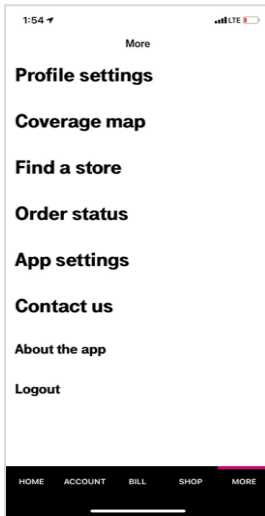 1:54 LTE
More
Profile settings
Coverage map
Find a store
Order status
App settings
Contact us
About the app
Logout
HOME ACCOUNT BILL SHOP MORE